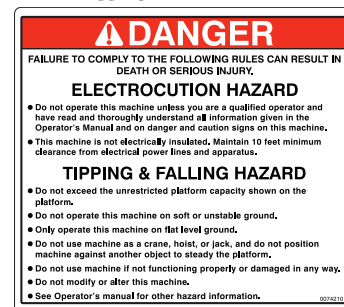 DANGER
FAILURE TO COMPLY TO THE FOLLOWING RULES CAN RESULT IN
DEATH OR SERIOUS INJURY.
ELECTROCUTION HAZARD
● Do not operate this machine unless you are a qualified operator and
have read and thoroughly understand all information given in the
Operator's Manual and on danger and caution signs on this machine.
● This machine is not electrically insulated. Maintain 10 feet minimum
clearance from electrical power lines and apparatus.
TIPPING & FALLING HAZARD
● Do not exceed the unrestricted platform capacity shown on the
platform.
● Do not operate this machine on soft or unstable ground.
● Only operate this machine on flat level ground.
● Do not use machine as a crane, hoist, or jack, and do not position
machine against another object to steady the platform.
● Do not use machine if not functioning properly or damaged in any way.
● Do not modify or alter this machine.
● See Operator's manual for other hazard information.
0074210